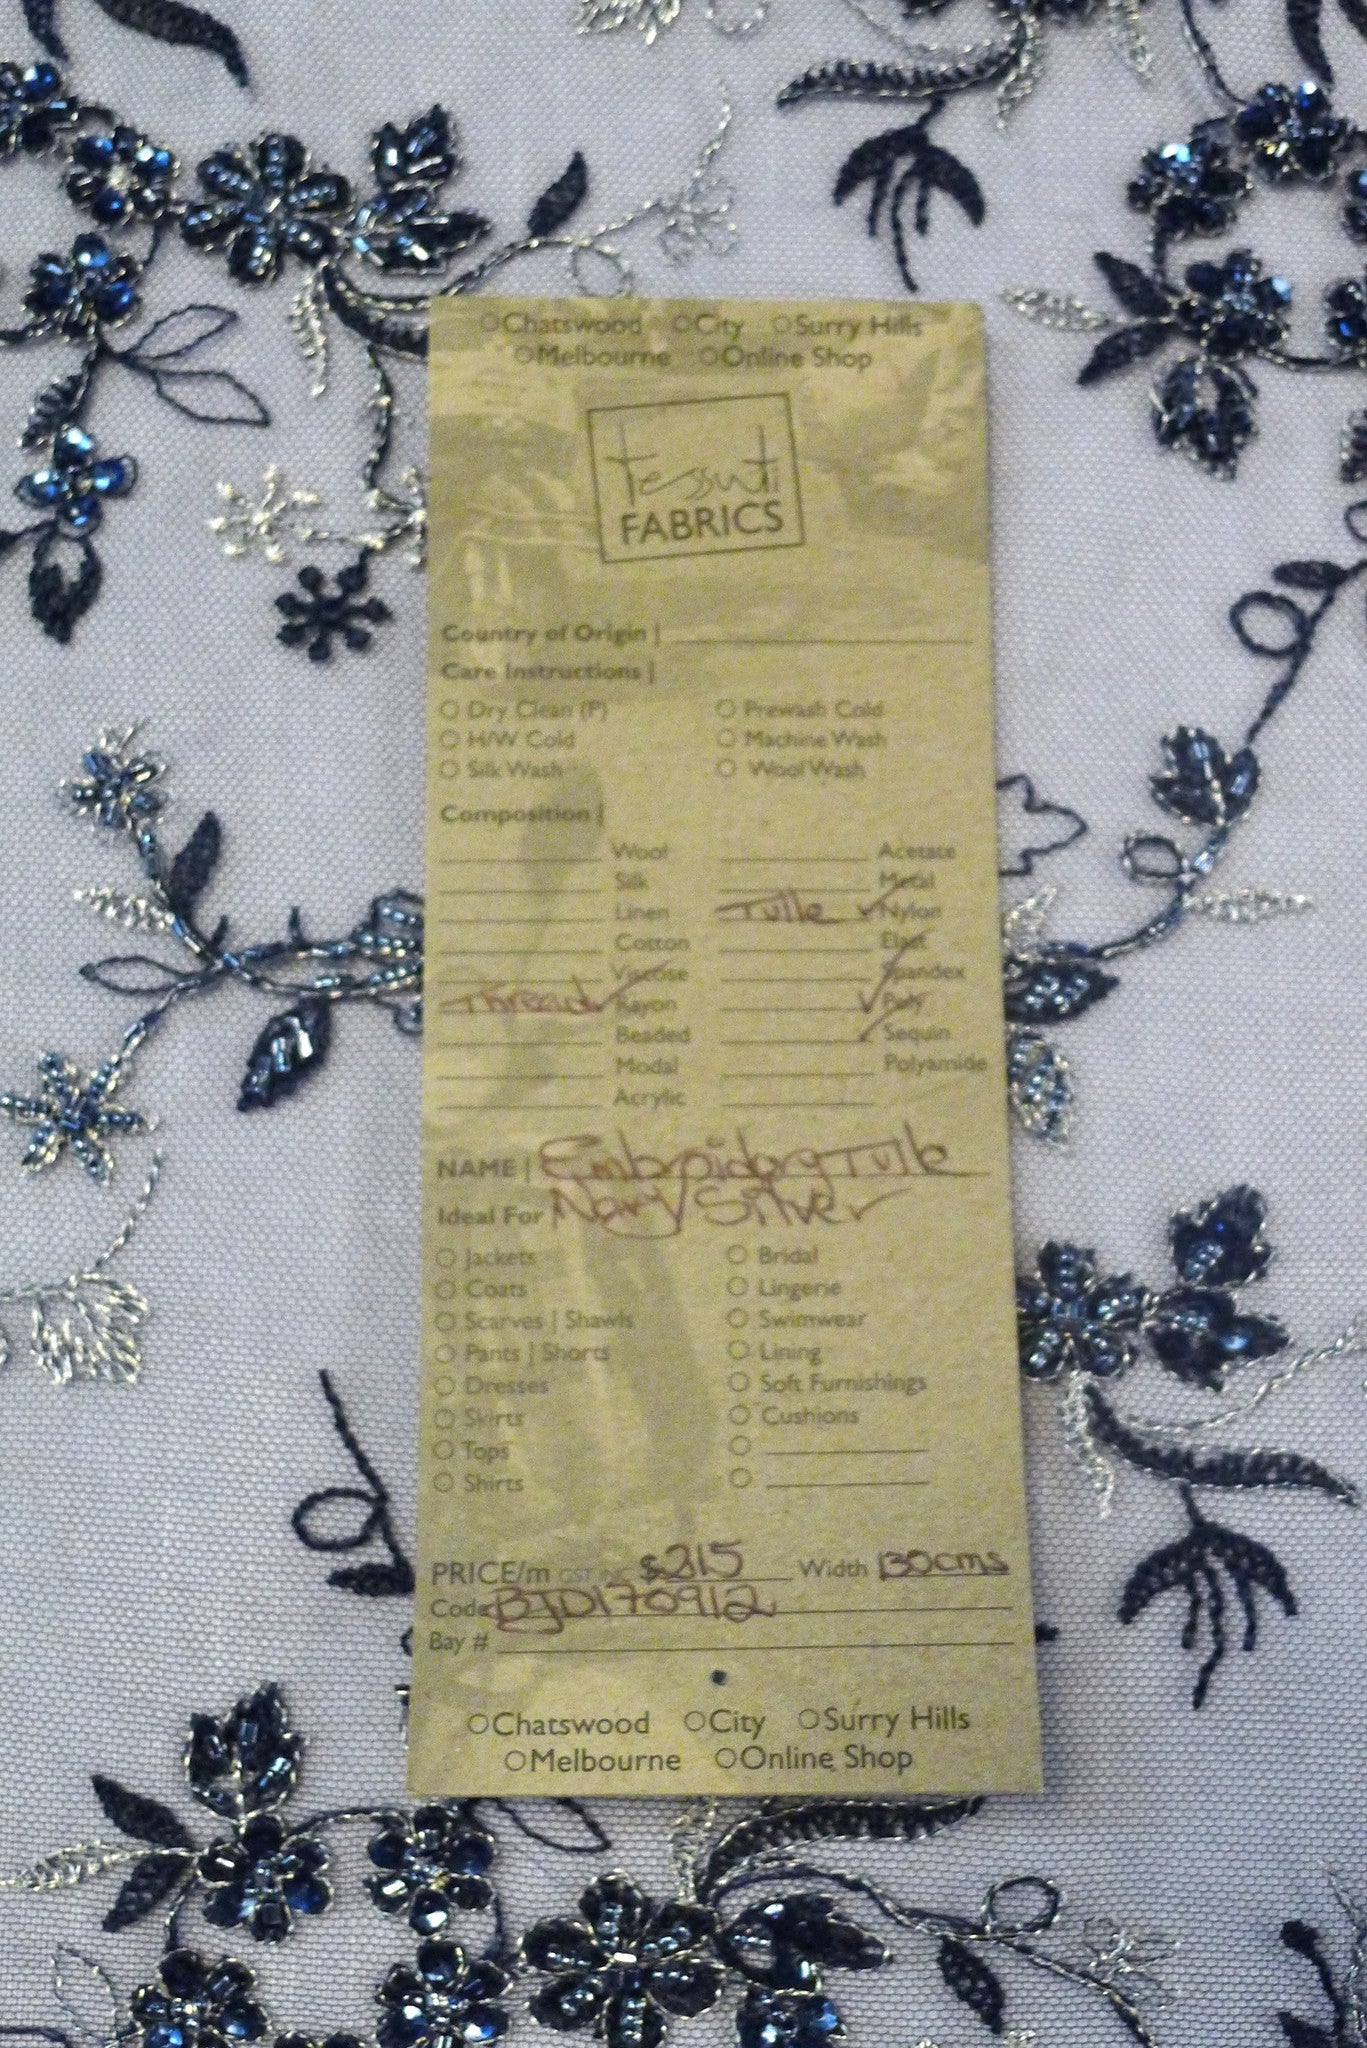 Chatswood City Surry Hills
Melbourne Online Shop
Tessuti
FABRICS
Country of Origin |
Care Instructions |
Dry Clean (P) Prewash Cold
H/W Cold Machine Wash
Silk Wash Wool Wash
Composition |
Wool Acetate
Silk Metal
Linen Tulle ✓ Nylon
Cotton Elast
Viscose Spandex
Thread ✓ Rayon ✓ Poly
Beaded ✓ Sequin
Modal Polyamide
Acrylic
NAME | Embroidery Tulle
Ideal For | Navy/Silver
Jackets Bridal
Coats Lingerie
Scarves | Shawls Swimwear
Pants | Shorts Lining
Dresses Soft Furnishings
Skirts Cushions
Tops
Shirts
PRICE/m GST INC $315 Width 130cms
Code BJD170912
Bay #
Chatswood City Surry Hills
Melbourne Online Shop